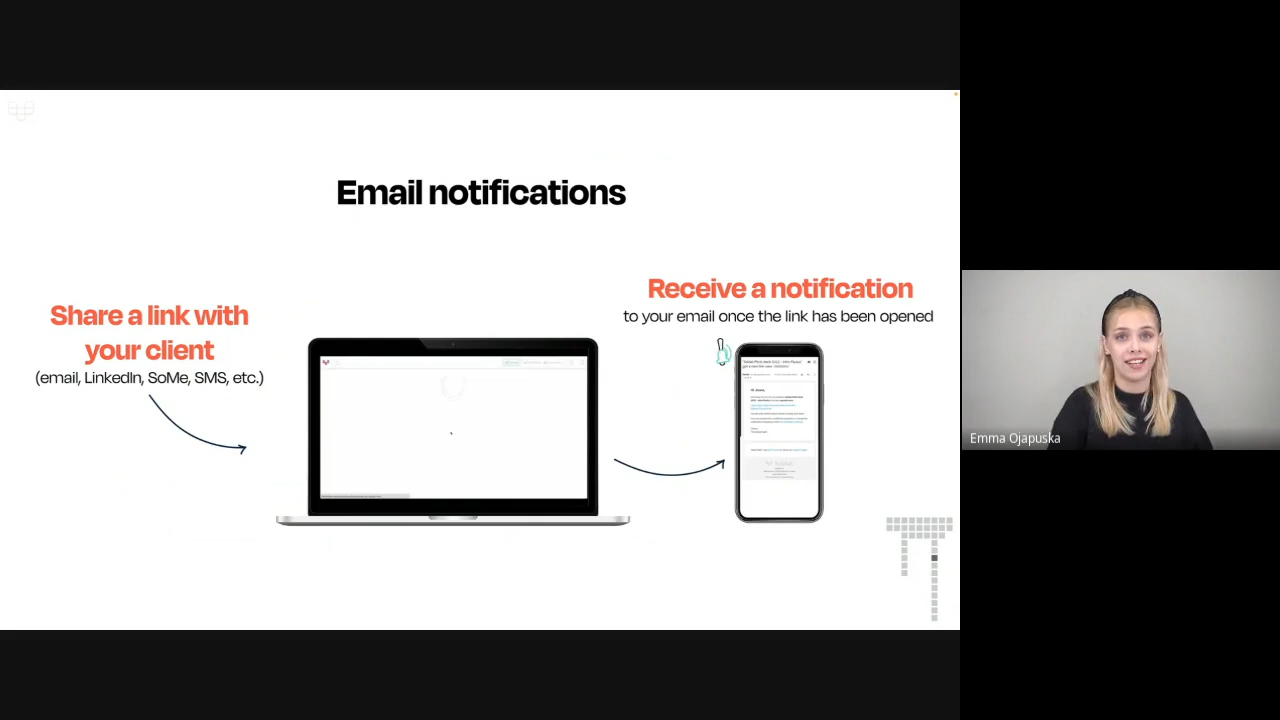 Email notifications
Share a link with
your client
(email, LinkedIn, SoMe, SMS, etc.)
Receive a notification
to your email once the link has been opened
Emma Ojapuska